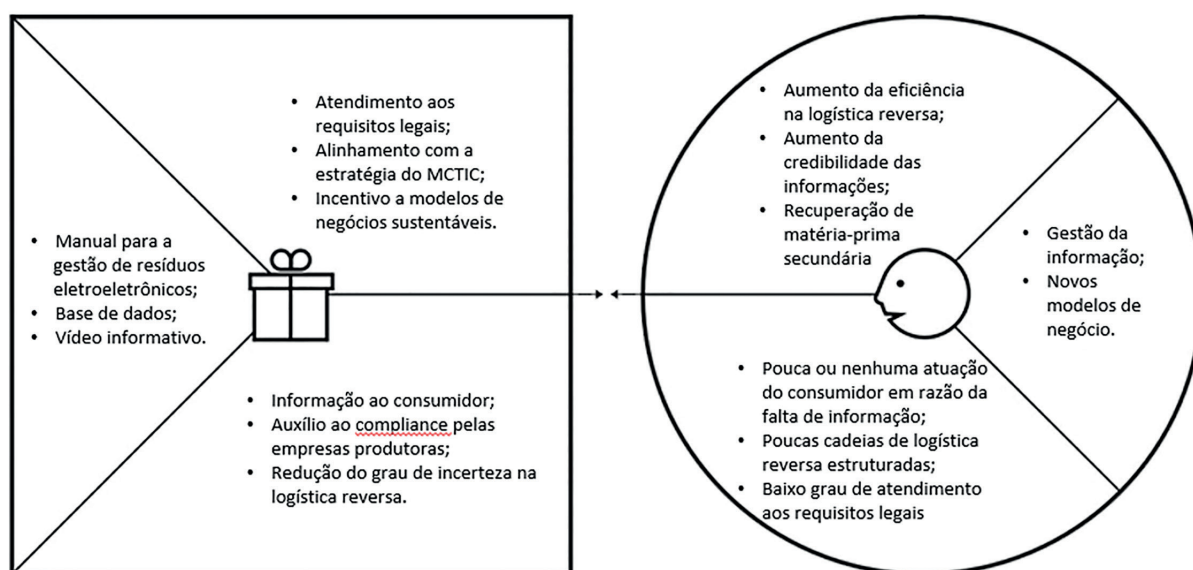 • Atendimento aos
requisitos legais;
• Alinhamento com a
estratégia do MCTIC;
• Incentivo a modelos de
negócios sustentáveis.
• Manual para a
gestão de resíduos
eletroeletrônicos;
• Base de dados;
• Vídeo informativo.
• Informação ao consumidor;
• Auxílio ao compliance pelas
empresas produtoras;
• Redução do grau de incerteza na
logística reversa.
• Aumento da eficiência
na logística reversa;
• Aumento da
credibilidade das
informações;
• Recuperação de
matéria-prima
secundária
• Gestão da
informação;
• Novos
modelos de
negócio.
• Pouca ou nenhuma atuação
do consumidor em razão da
falta de informação;
• Poucas cadeias de logística
reversa estruturadas;
• Baixo grau de atendimento
aos requisitos legais